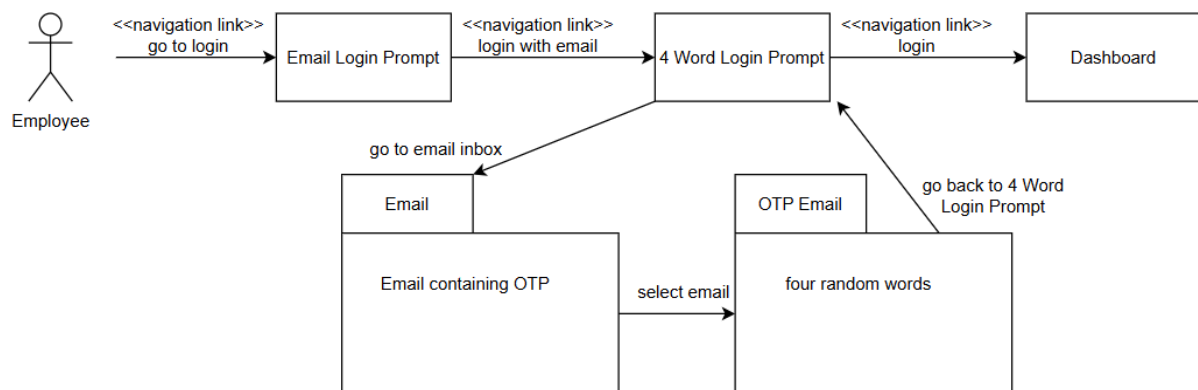 <<navigation link>>
go to login
<<navigation link>>
login with email
<<navigation link>>
login
Email Login Prompt
4 Word Login Prompt
Dashboard
Employee
go to email inbox
go back to 4 Word
Login Prompt
Email
OTP Email
Email containing OTP
select email
four random words